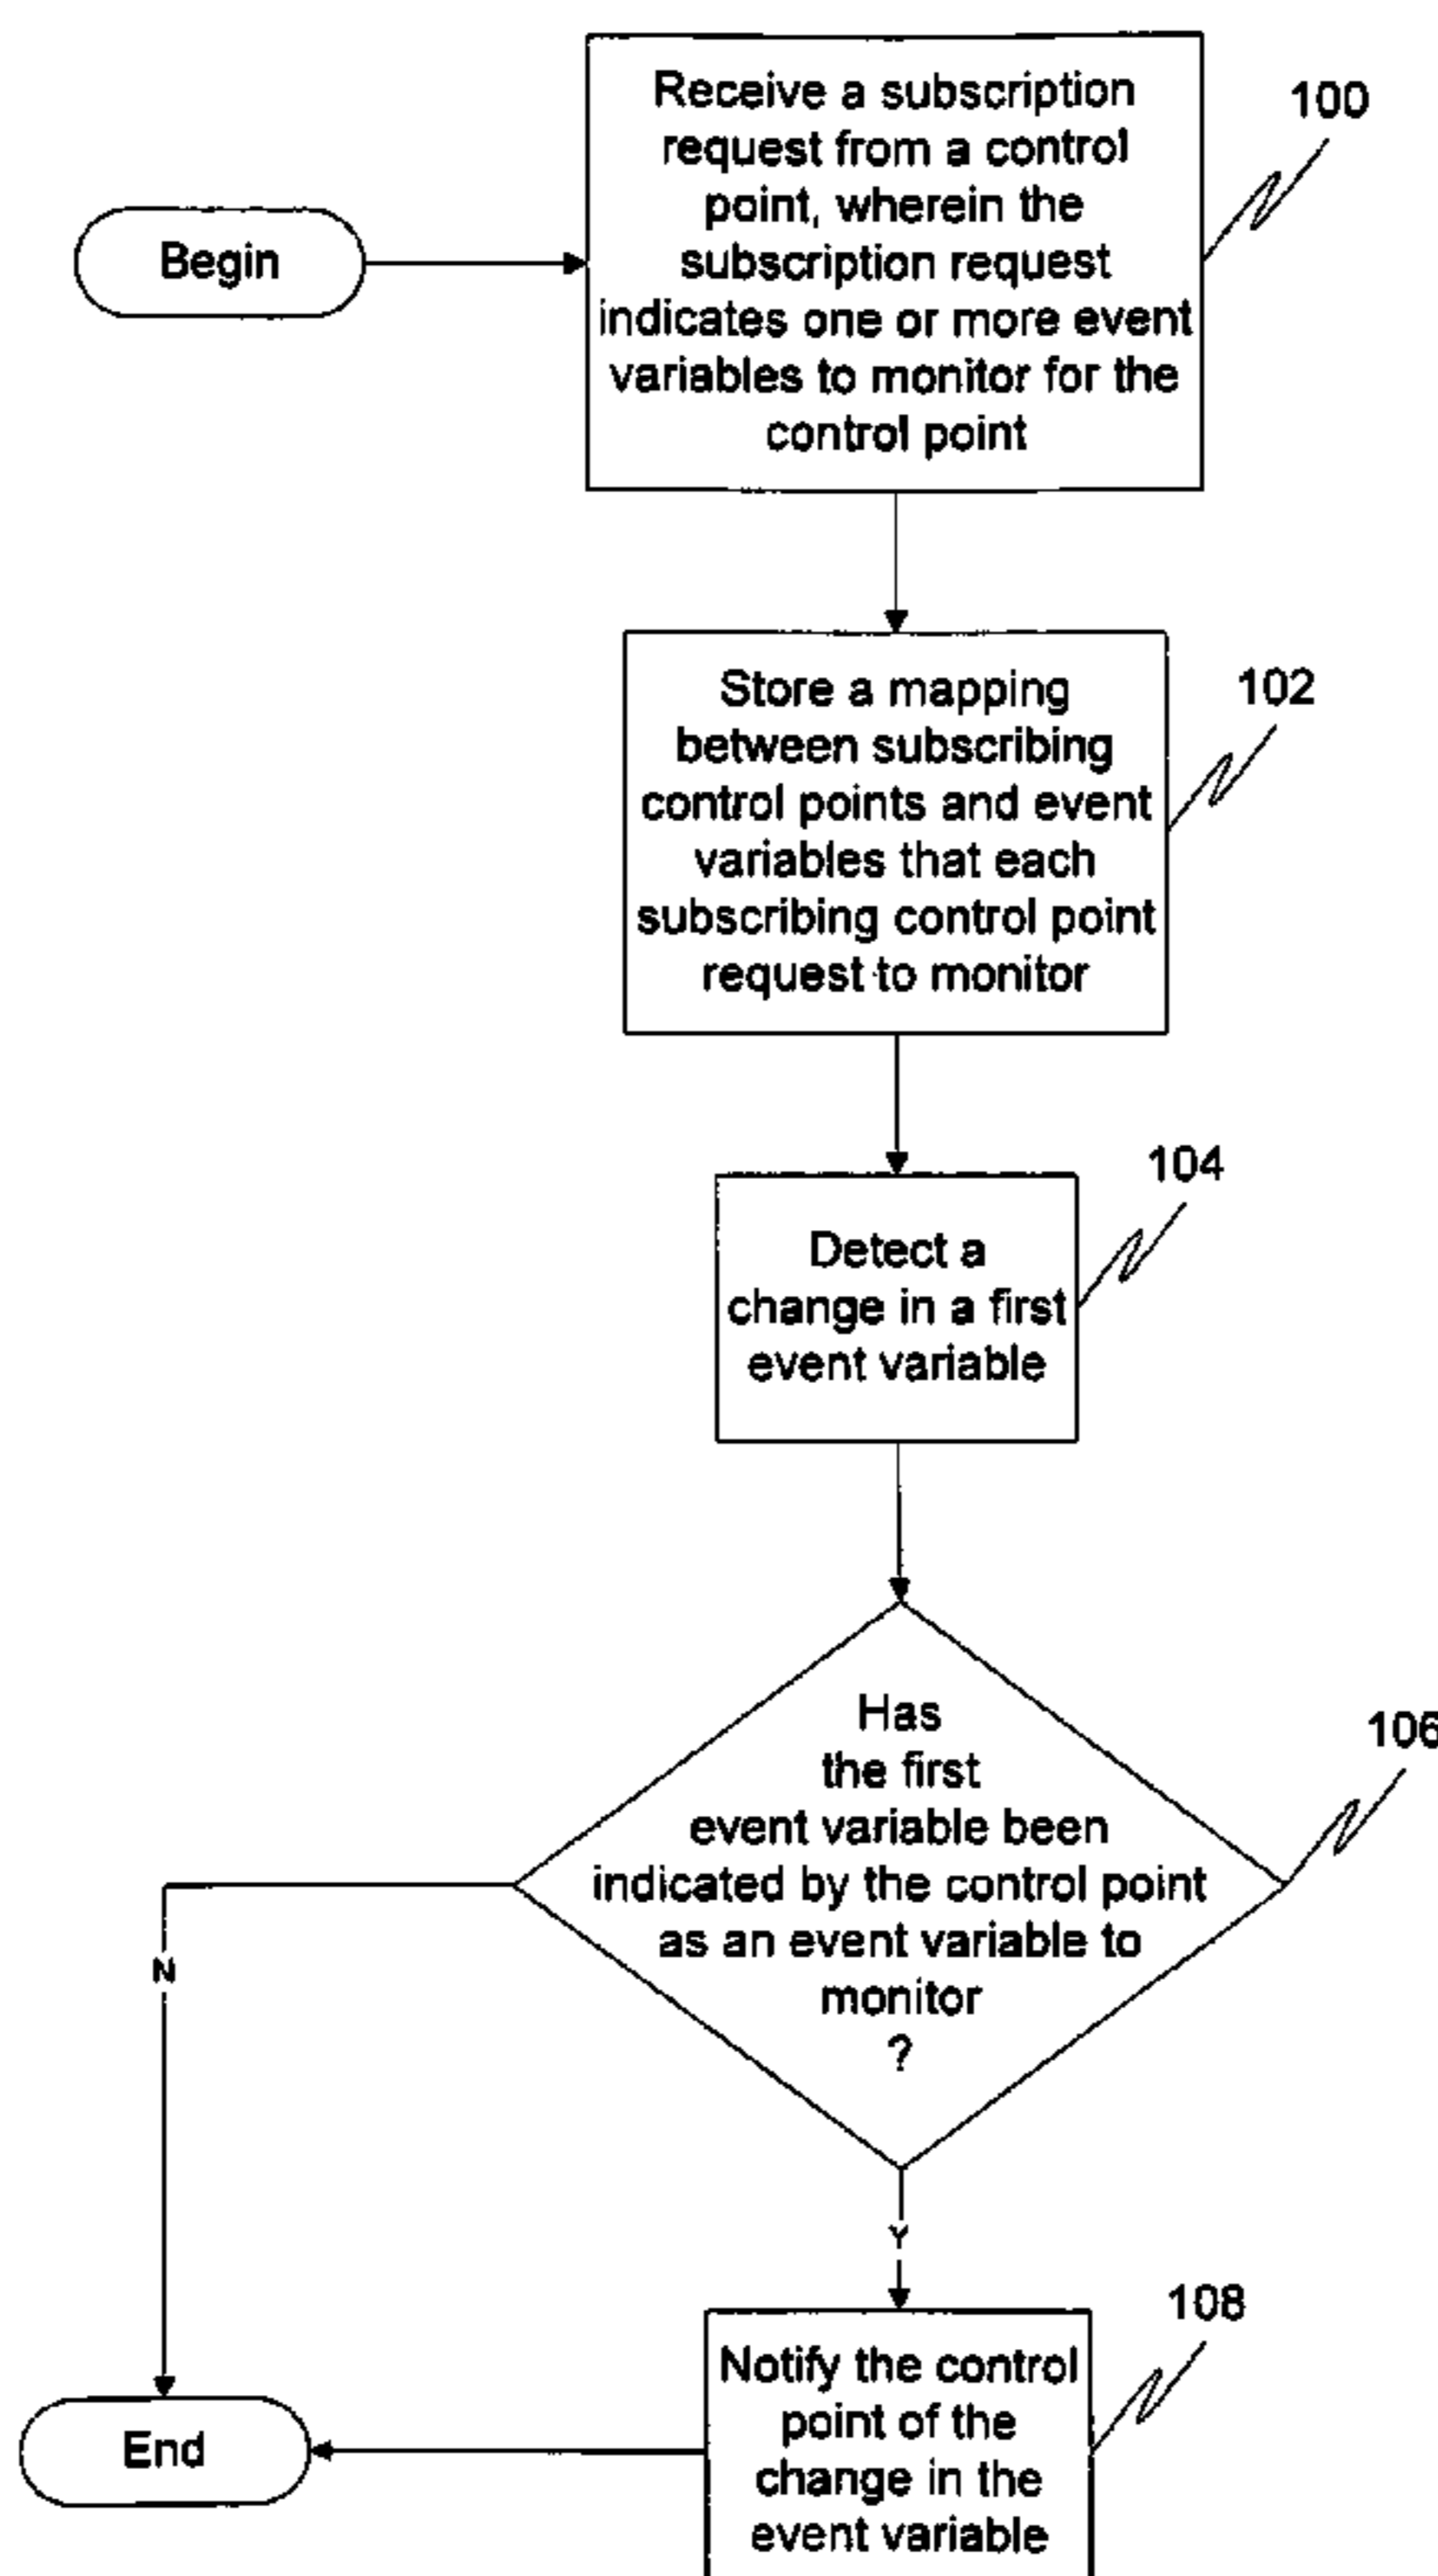 Begin
Receive a subscription
request from a control
point, wherein the
subscription request
indicates one or more event
variables to monitor for the
control point
100
Store a mapping
between subscribing
control points and event
variables that each
subscribing control point
request to monitor
102
Detect a
change in a first
event variable
104
Has
the first
event variable been
indicated by the control point
as an event variable to
monitor
?
106
N
Y
Notify the control
point of the
change in the
event variable
108
End